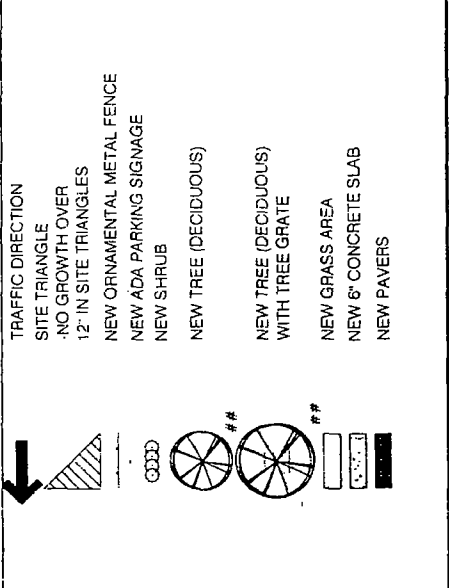 TRAFFIC DIRECTION
SITE TRIANGLE
-NO GROWTH OVER
12" IN SITE TRIANGLES
NEW ORNAMENTAL METAL FENCE
NEW ADA PARKING SIGNAGE
NEW SHRUB
NEW TREE (DECIDUOUS)
##
NEW TREE (DECIDUOUS)
WITH TREE GRATE
##
NEW GRASS AREA
NEW 6" CONCRETE SLAB
NEW PAVERS